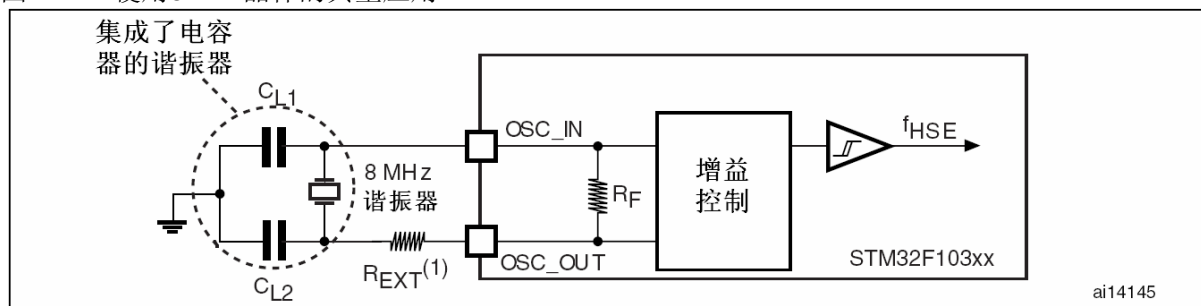 集成了电容
器的谐振器
CL1
OSC_IN
fHSE
8 MHz
谐振器
RF
增益
控制
REXT(1)
OSC_OUT
STM32F103xx
CL2
ai14145